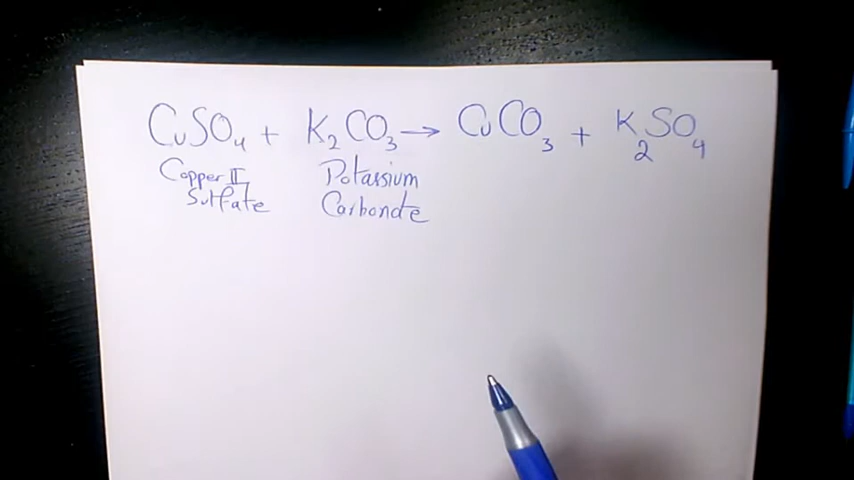 CuSO₄ + K₂CO₃ → CuCO₃ + K₂SO₄
Copper II Potassium
Sulfate Carbonate